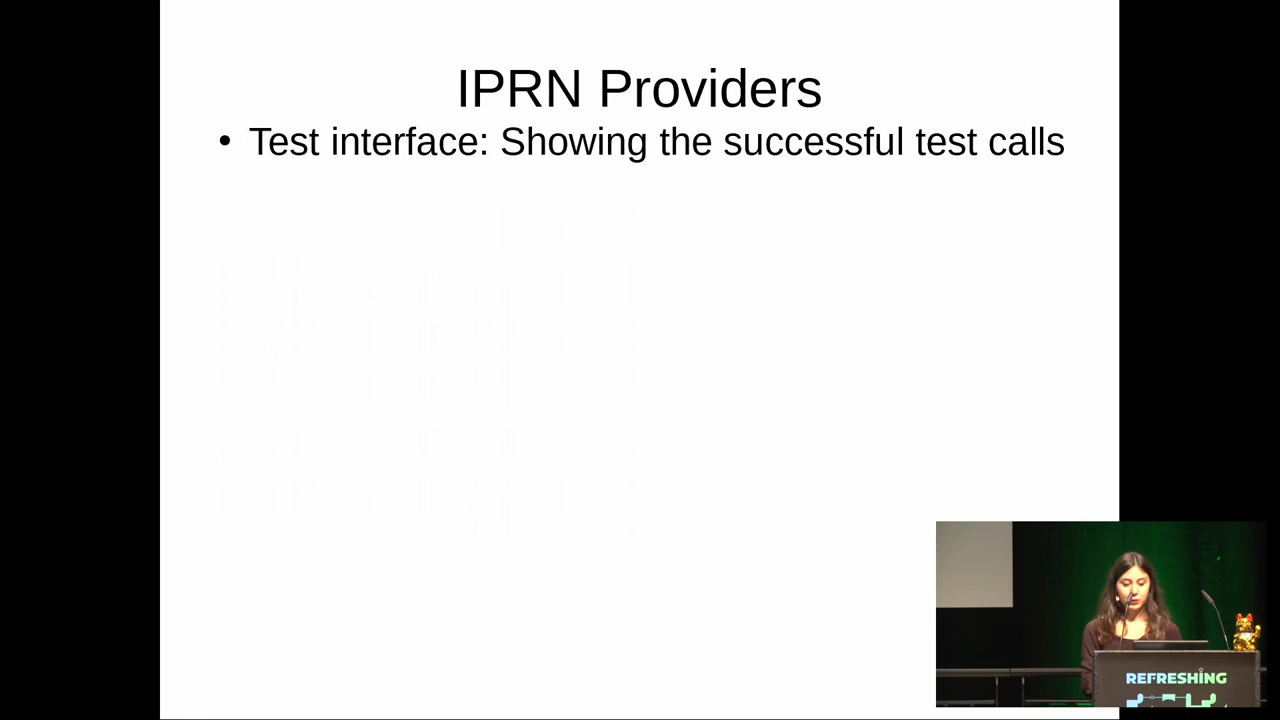 IPRN Providers
• Test interface: Showing the successful test calls
REFRESHING